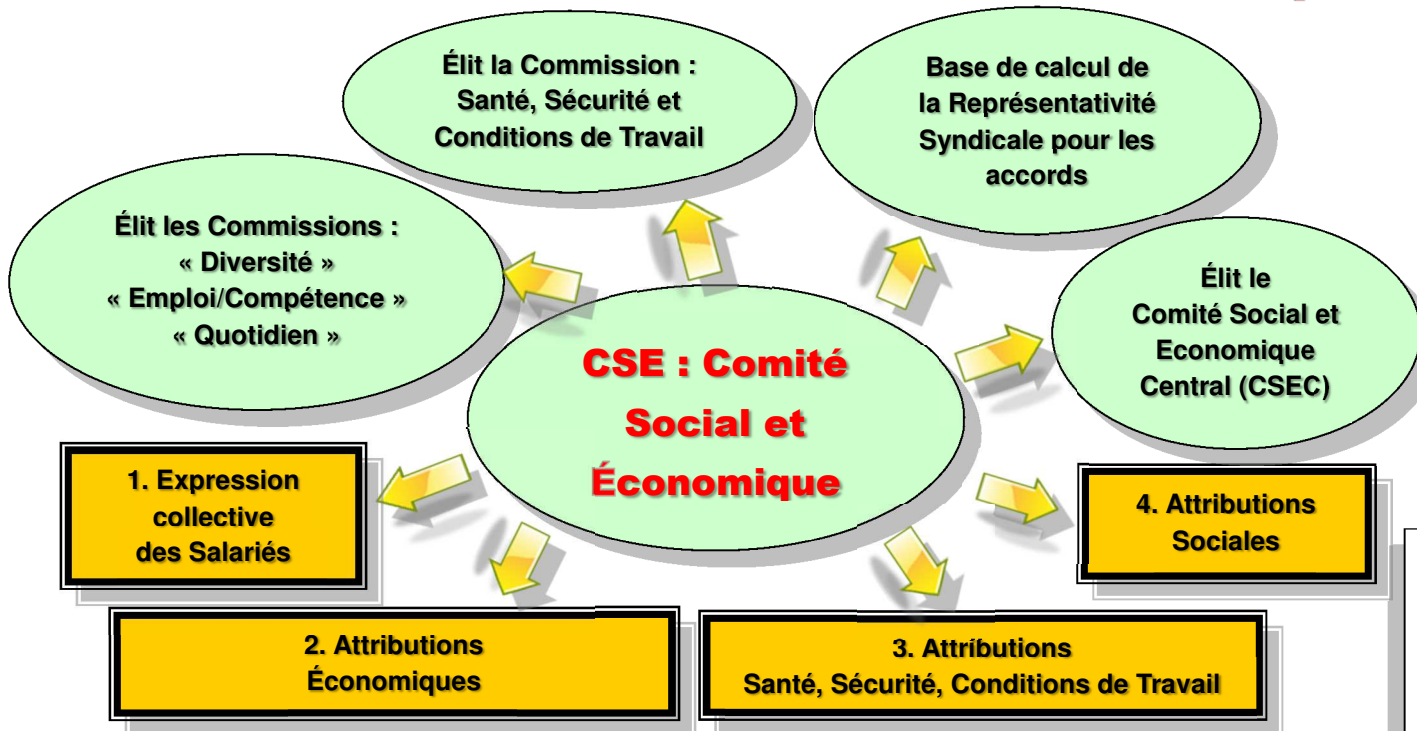 Élit la Commission :
Santé, Sécurité et
Conditions de Travail
Base de calcul de
la Représentativité
Syndicale pour les
accords
Élit les Commissions :
« Diversité »
« Emploi/Compétence »
« Quotidien »
Élit le
Comité Social et
Economique
Central (CSEC)
CSE : Comité
Social et
Économique
1. Expression
collective
des Salariés
4. Attributions
Sociales
2. Attributions
Économiques
3. Attributions
Santé, Sécurité, Conditions de Travail